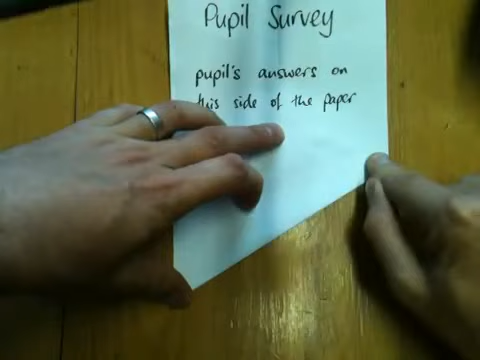 Pupil Survey
pupil's answers on
this side of the paper